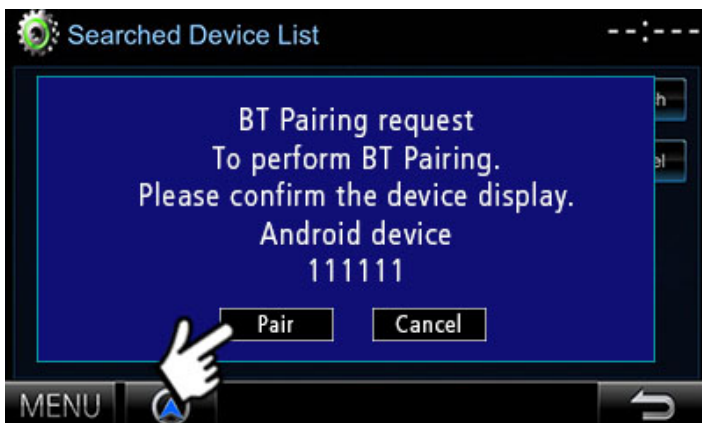 Searched Device List
--:---
BT Pairing request
To perform BT Pairing.
Please confirm the device display.
Android device
111111
Pair Cancel
MENU